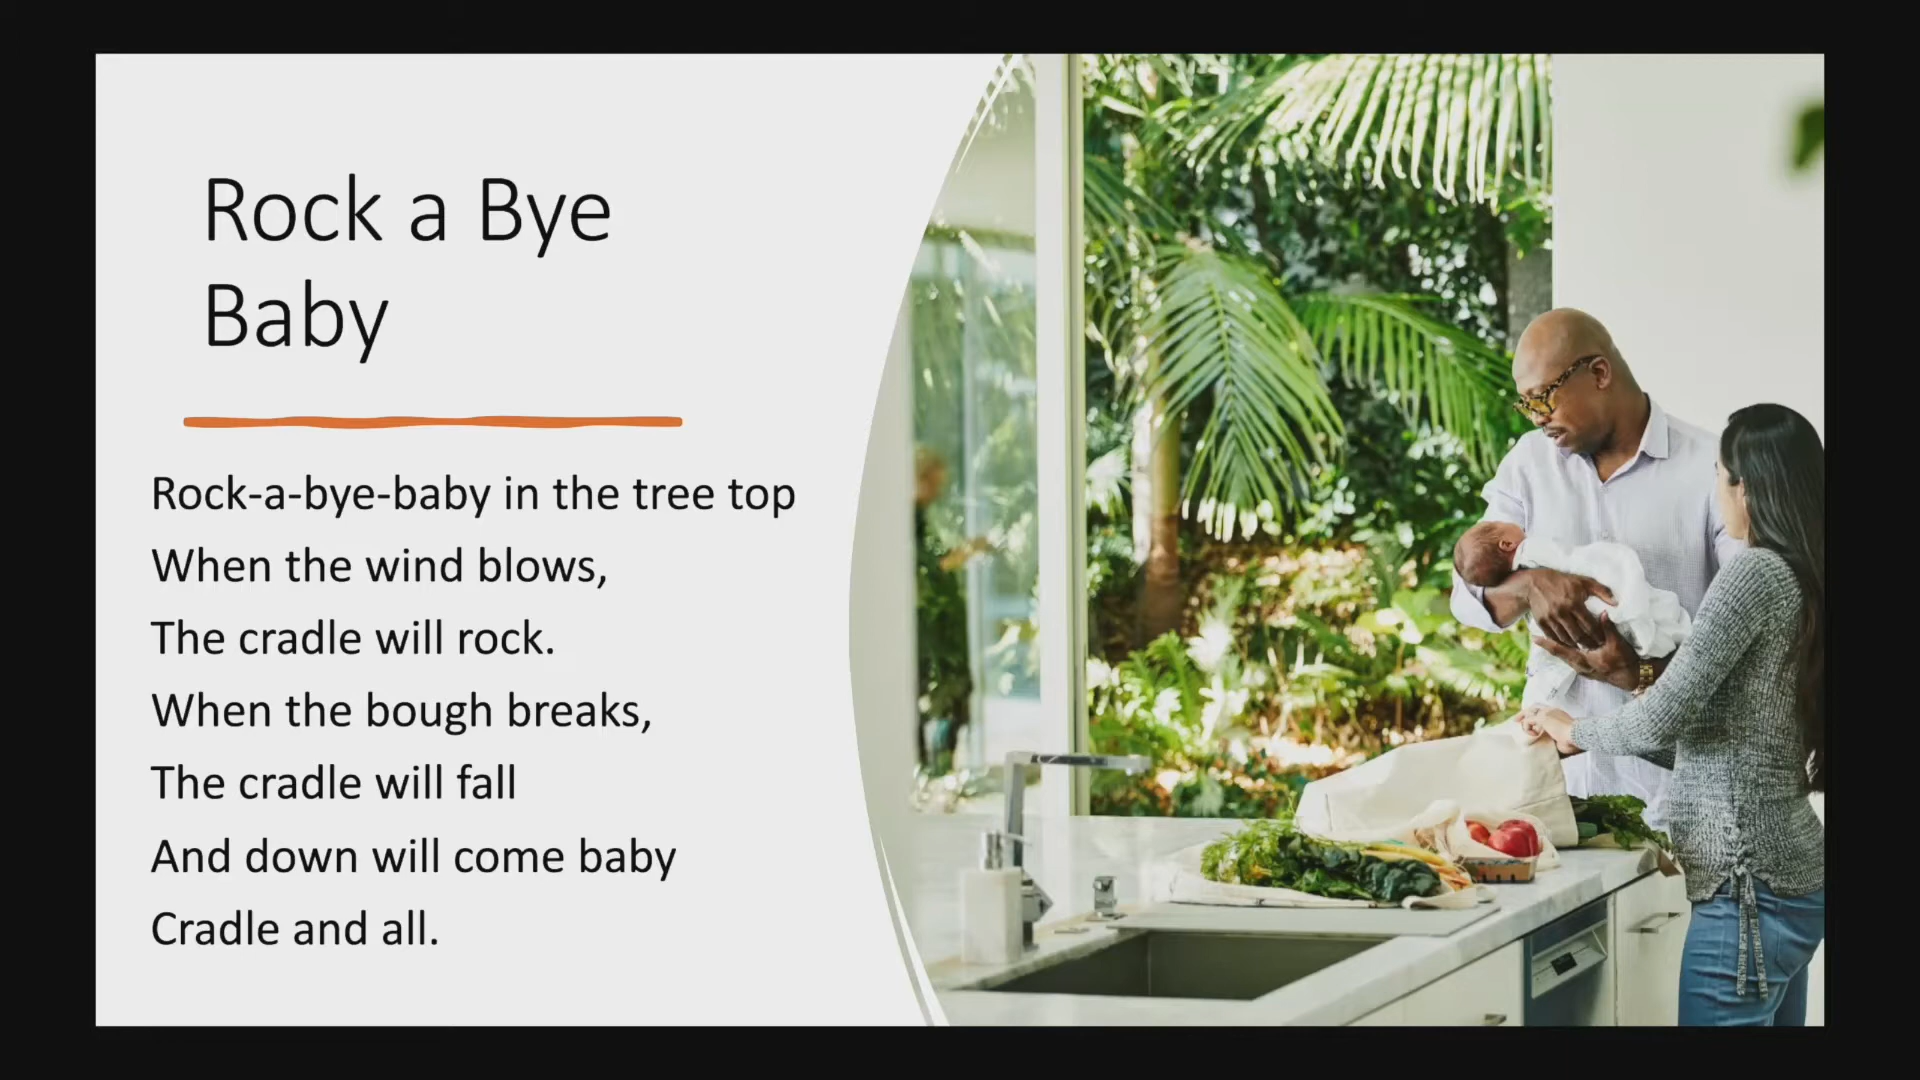 Rock a Bye
Baby
Rock-a-bye-baby in the tree top
When the wind blows,
The cradle will rock.
When the bough breaks,
The cradle will fall
And down will come baby
Cradle and all.